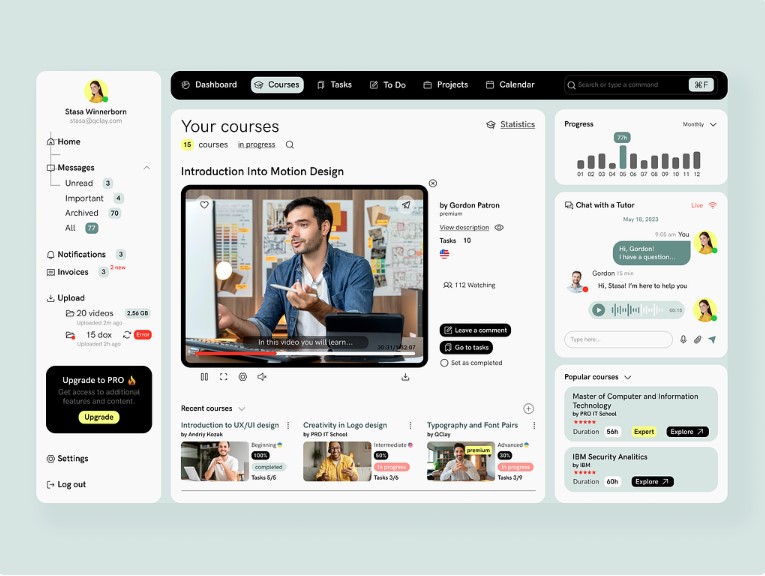 Stasa Winnerborn
stasa@qclay.com
Home
Messages
Unread 3
Important 4
Archived 70
All 77
Notifications 3
Invoices 3 2 new
Upload
20 videos 2,56 GB
Uploaded 2m ago
15 dox Error
Uploaded 2h ago
Upgrade to PRO 🔥
Get access to additional
features and content.
Upgrade
Settings
Log out
Dashboard Courses Tasks To Do Projects Calendar Search or type a command ⌘F
Your courses
Statistics
15 courses in progress
Introduction Into Motion Design
In this video you will learn...
by Gordon Patron
premium
View description
Tasks 10
112 Watching
Leave a comment
Go to tasks
Set as completed
Recent courses
Introduction to UX/UI design
by Andriy Kozak
Beginning
100%
completed
Tasks 5/5
Creativity in Logo design
by PRO IT School
Intermediate
50%
In progress
Tasks 3/6
Typography and Font Pairs
by QClay
premium
Advanced
30%
In progress
Tasks 3/9
Progress Monthly
77h
01 02 03 04 05 06 07 08 09 10 11 12
Chat with a Tutor Live
May 10, 2023
9:05 am You
Hi, Gordon!
I have a question...
Gordon 15 min
Hi, Stasa! I'm here to help you
00:15
Type here...
Popular courses
Master of Computer and Information
Technology
by PRO IT School
★★★★★
Duration 56h Expert Explore ↗
IBM Security Analitics
by IBM
★★★★★
Duration 60h Explore ↗